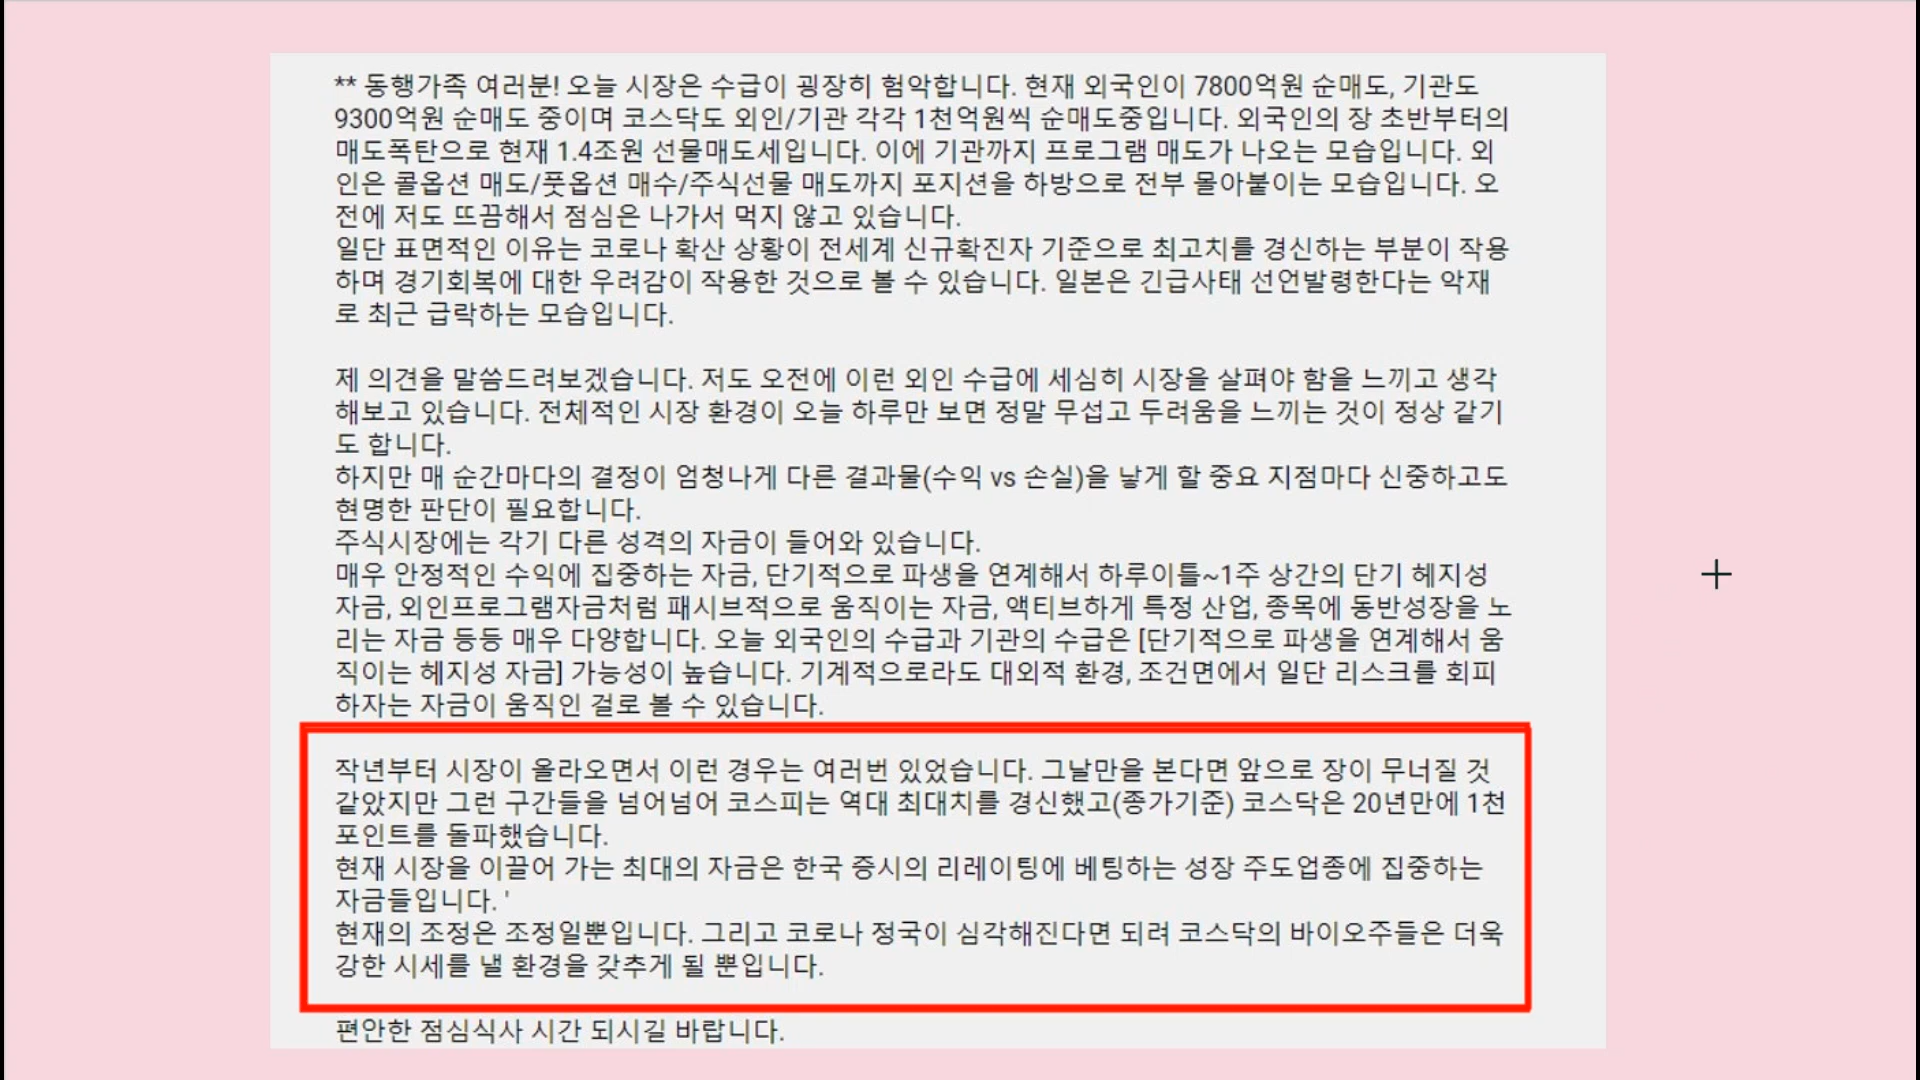 ** 동행가족 여러분! 오늘 시장은 수급이 굉장히 험악합니다. 현재 외국인이 7800억원 순매도, 기관도
9300억원 순매도 중이며 코스닥도 외인/기관 각각 1천억원씩 순매도중입니다. 외국인의 장 초반부터의
매도폭탄으로 현재 1.4조원 선물매도세입니다. 이에 기관까지 프로그램 매도가 나오는 모습입니다. 외
인은 콜옵션 매도/풋옵션 매수/주식선물 매도까지 포지션을 하방으로 전부 몰아붙이는 모습입니다. 오
전에 저도 뜨끔해서 점심은 나가서 먹지 않고 있습니다.
일단 표면적인 이유는 코로나 확산 상황이 전세계 신규확진자 기준으로 최고치를 경신하는 부분이 작용
하며 경기회복에 대한 우려감이 작용한 것으로 볼 수 있습니다. 일본은 긴급사태 선언발령한다는 악재
로 최근 급락하는 모습입니다.
제 의견을 말씀드려보겠습니다. 저도 오전에 이런 외인 수급에 세심히 시장을 살펴야 함을 느끼고 생각
해보고 있습니다. 전체적인 시장 환경이 오늘 하루만 보면 정말 무섭고 두려움을 느끼는 것이 정상 같기
도 합니다.
하지만 매 순간마다의 결정이 엄청나게 다른 결과물(수익 vs 손실)을 낳게 할 중요 지점마다 신중하고도
현명한 판단이 필요합니다.
주식시장에는 각기 다른 성격의 자금이 들어와 있습니다.
매우 안정적인 수익에 집중하는 자금, 단기적으로 파생을 연계해서 하루이틀~1주 상간의 단기 헤지성
자금, 외인프로그램자금처럼 패시브적으로 움직이는 자금, 액티브하게 특정 산업, 종목에 동반성장을 노
리는 자금 등등 매우 다양합니다. 오늘 외국인의 수급과 기관의 수급은 [단기적으로 파생을 연계해서 움
직이는 헤지성 자금] 가능성이 높습니다. 기계적으로라도 대외적 환경, 조건면에서 일단 리스크를 회피
하자는 자금이 움직인 걸로 볼 수 있습니다.
작년부터 시장이 올라오면서 이런 경우는 여러번 있었습니다. 그날만을 본다면 앞으로 장이 무너질 것
같았지만 그런 구간들을 넘어넘어 코스피는 역대 최대치를 경신했고(종가기준) 코스닥은 20년만에 1천
포인트를 돌파했습니다.
현재 시장을 이끌어 가는 최대의 자금은 한국 증시의 리레이팅에 베팅하는 성장 주도업종에 집중하는
자금들입니다. '
현재의 조정은 조정일뿐입니다. 그리고 코로나 정국이 심각해진다면 되려 코스닥의 바이오주들은 더욱
강한 시세를 낼 환경을 갖추게 될 뿐입니다.
편안한 점심식사 시간 되시길 바랍니다.